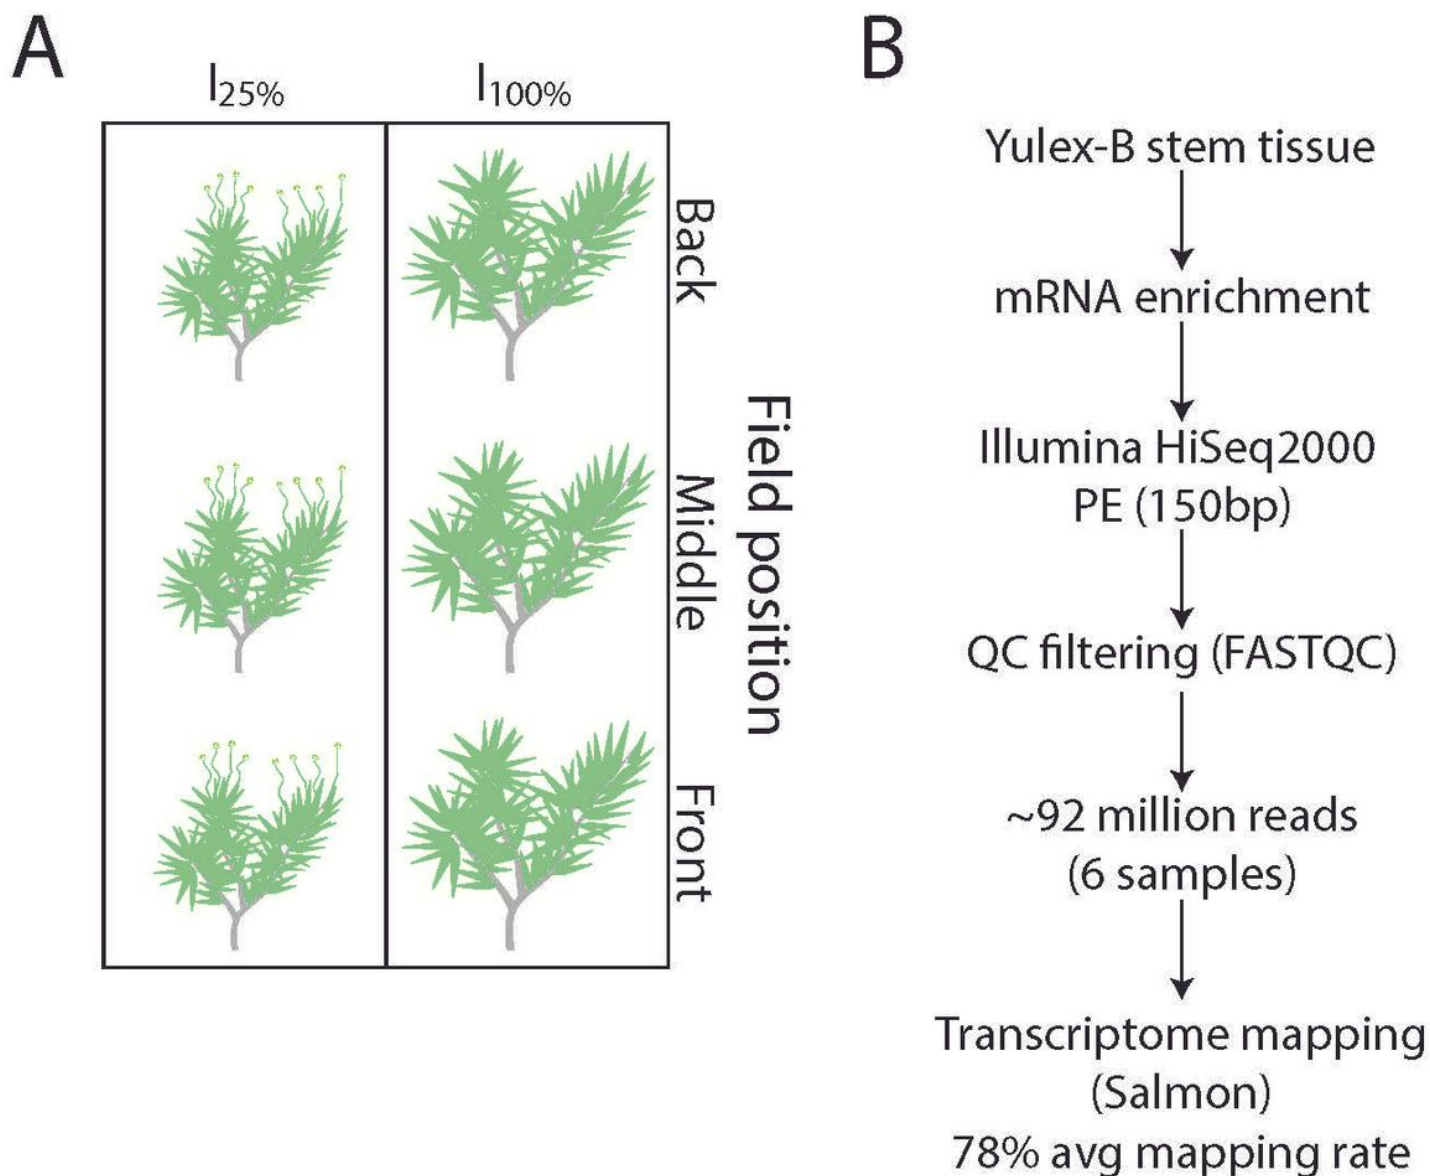 A
I25%
I100%
Back
Middle
Front
Field position
B
Yulex-B stem tissue
mRNA enrichment
Illumina HiSeq2000
PE (150bp)
QC filtering (FASTQC)
~92 million reads
(6 samples)
Transcriptome mapping
(Salmon)
78% avg mapping rate